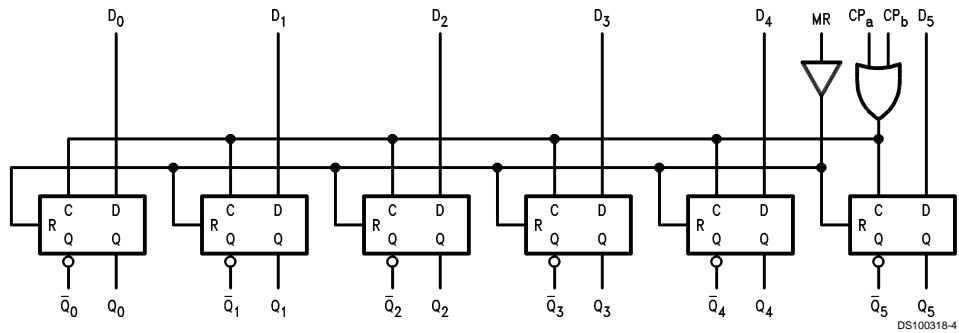 D0 D1 D2 D3 D4 MR CPa CPb D5
C D C D C D C D C D C D
R R R R R R
Q Q Q Q Q Q Q Q Q Q Q Q
Q̅0 Q0 Q̅1 Q1 Q̅2 Q2 Q̅3 Q3 Q̅4 Q4 Q̅5 Q5
DS100318-4